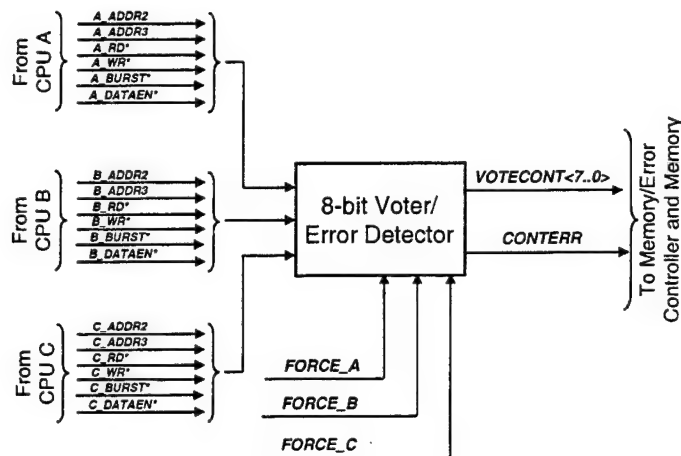 From
CPU A
A_ADDR2
A_ADDR3
A_RD*
A_WR*
A_BURST*
A_DATAEN*
From
CPU B
B_ADDR2
B_ADDR3
B_RD*
B_WR*
B_BURST*
B_DATAEN*
From
CPU C
C_ADDR2
C_ADDR3
C_RD*
C_WR*
C_BURST*
C_DATAEN*
8-bit Voter/
Error Detector
FORCE_A
FORCE_B
FORCE_C
VOTECONT<7..0>
CONTERR
To Memory/Error
Controller and Memory